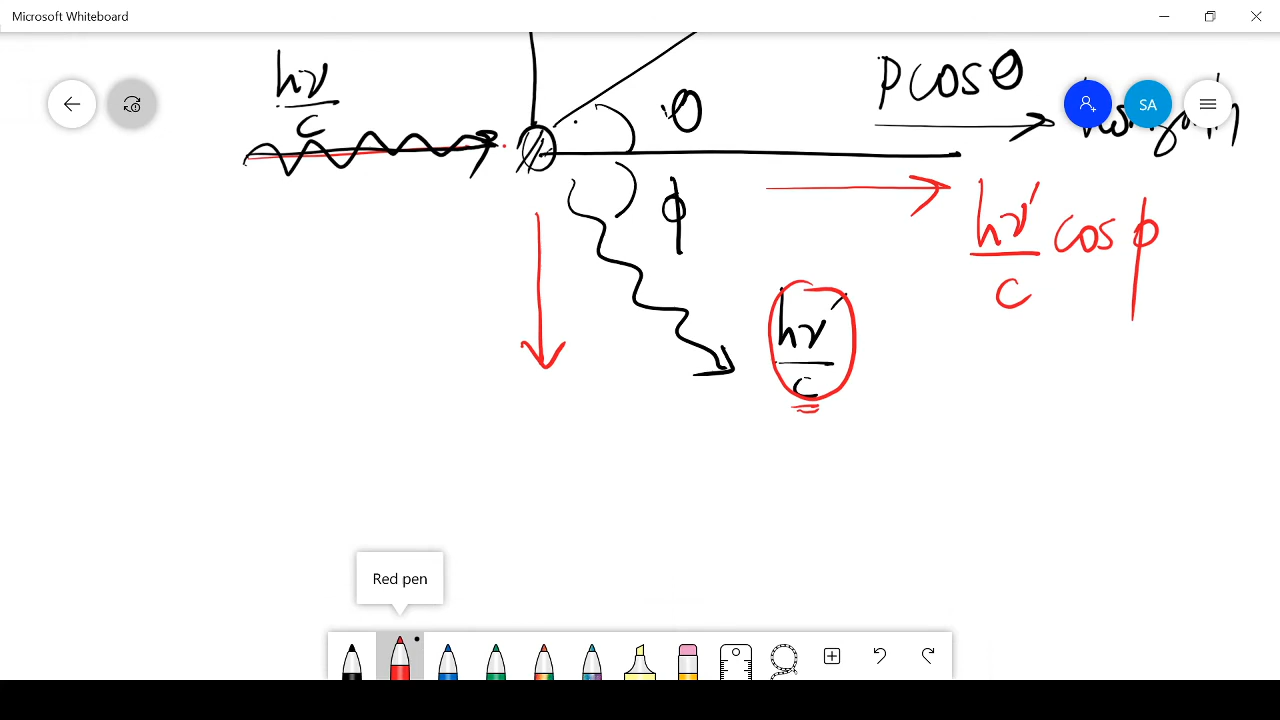 Microsoft Whiteboard
hν/c
P cos θ
SA
θ
hν'/c cos ϕ
ϕ
hν'/c
Red pen